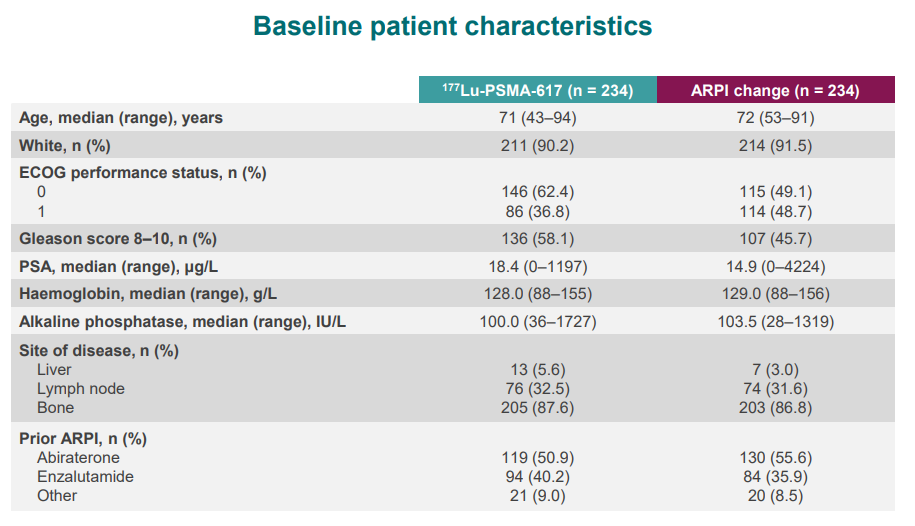 Baseline patient characteristics
¹⁷⁷Lu-PSMA-617 (n = 234) ARPI change (n = 234)
Age, median (range), years 71 (43–94) 72 (53–91)
White, n (%) 211 (90.2) 214 (91.5)
ECOG performance status, n (%)
0 146 (62.4) 115 (49.1)
1 86 (36.8) 114 (48.7)
Gleason score 8–10, n (%) 136 (58.1) 107 (45.7)
PSA, median (range), µg/L 18.4 (0–1197) 14.9 (0–4224)
Haemoglobin, median (range), g/L 128.0 (88–155) 129.0 (88–156)
Alkaline phosphatase, median (range), IU/L 100.0 (36–1727) 103.5 (28–1319)
Site of disease, n (%)
Liver 13 (5.6) 7 (3.0)
Lymph node 76 (32.5) 74 (31.6)
Bone 205 (87.6) 203 (86.8)
Prior ARPI, n (%)
Abiraterone 119 (50.9) 130 (55.6)
Enzalutamide 94 (40.2) 84 (35.9)
Other 21 (9.0) 20 (8.5)